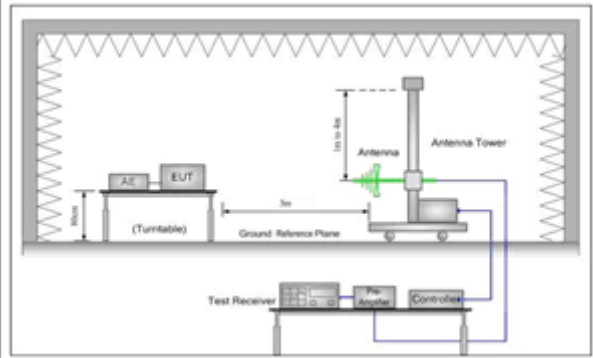 1m to 4m
Antenna
Antenna Tower
AE
EUT
80cm
3m
(Turntable)
Ground Reference Plane
Test Receiver
Pre-
Amplifier
Controller